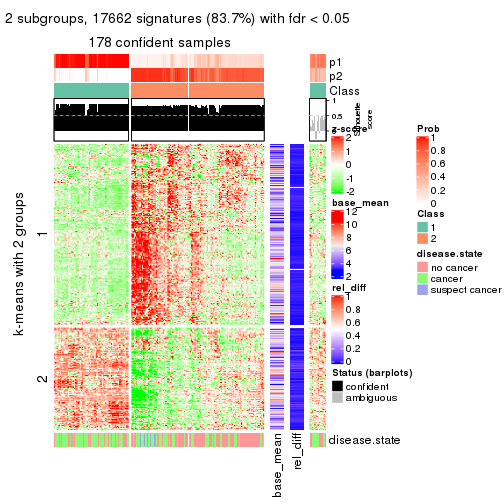 2 subgroups, 17662 signatures (83.7%) with fdr < 0.05
178 confident samples
p1
p2
Class
1
0.5
0
Silhouette
score
k-means with 2 groups
1
2
z-score
2
1
0
-1
-2
base_mean
12
10
8
6
4
2
rel_diff
1
0.8
0.6
0.4
0.2
0
Status (barplots)
confident
ambiguous
Prob
1
0.8
0.6
0.4
0.2
0
Class
1
2
disease.state
no cancer
cancer
suspect cancer
disease.state
base_mean
rel_diff